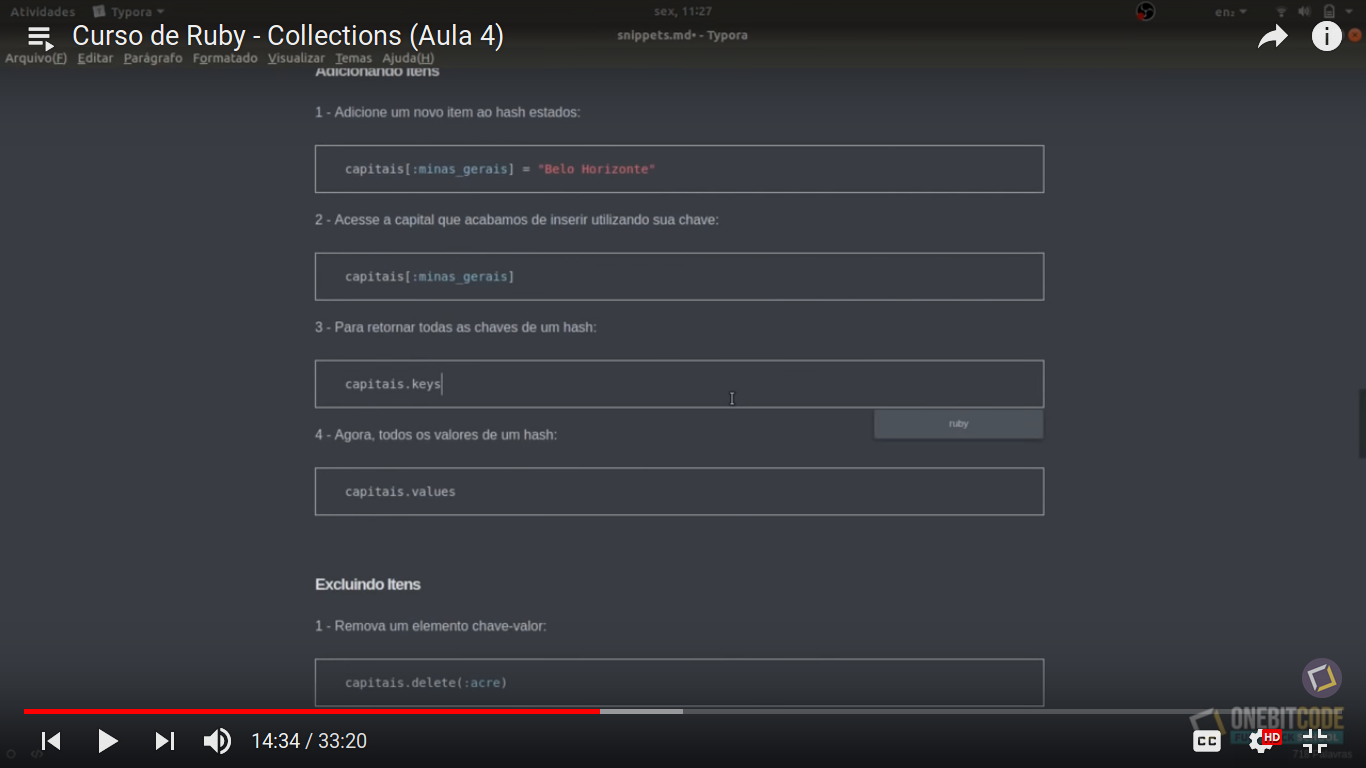 Atividades Typora sex, 11:27 en₂
Curso de Ruby - Collections (Aula 4)
snippets.md• - Typora
Arquivo(F) Editar Parágrafo Formatado Visualizar Temas Ajuda(H)
Adicionando Itens
1 - Adicione um novo item ao hash estados:
capitais[:minas_gerais] = "Belo Horizonte"
2 - Acesse a capital que acabamos de inserir utilizando sua chave:
capitais[:minas_gerais]
3 - Para retornar todas as chaves de um hash:
capitais.keys
ruby
4 - Agora, todos os valores de um hash:
capitais.values
Excluindo Itens
1 - Remova um elemento chave-valor:
capitais.delete(:acre)
ONEBITCODE
14:34 / 33:20
CC
HD